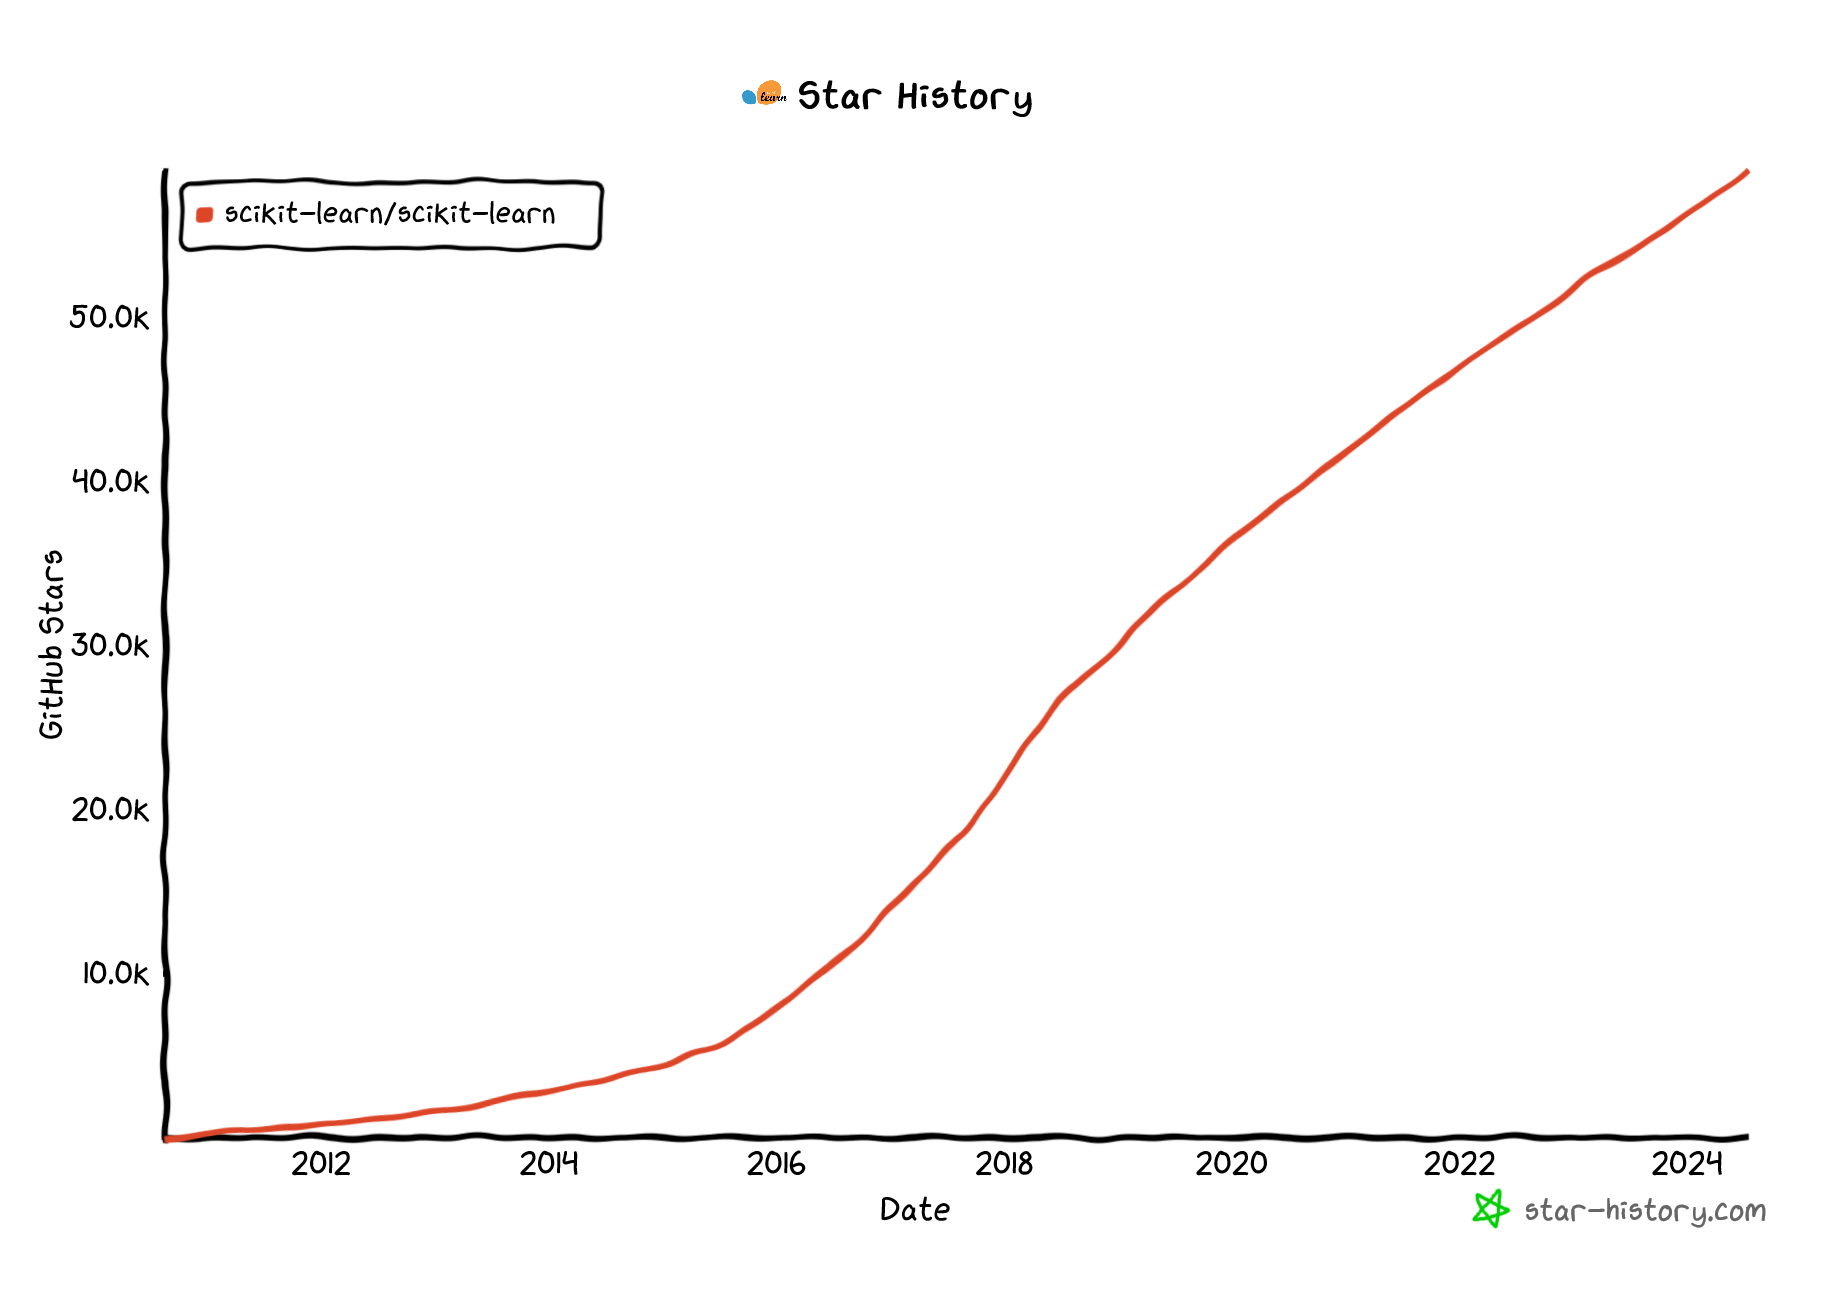 learn Star History
scikit-learn/scikit-learn
50.0k
40.0k
30.0k
20.0k
10.0k
GitHub Stars
2012 2014 2016 2018 2020 2022 2024
Date
star-history.com